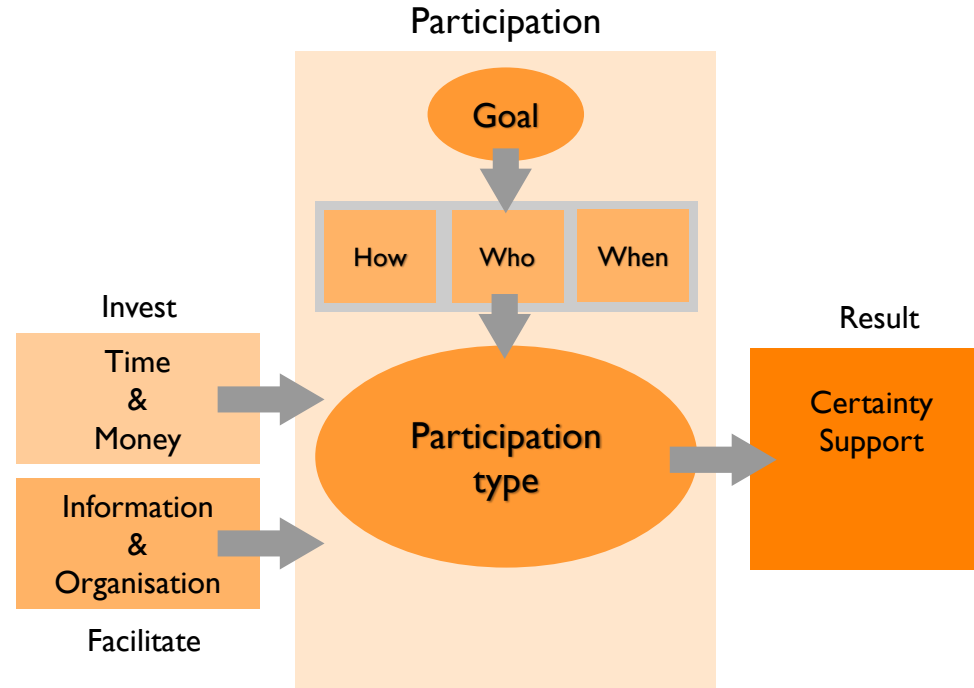 Participation
Goal
How
Who
When
Invest
Time
&
Money
Information
&
Organisation
Facilitate
Participation
type
Result
Certainty
Support